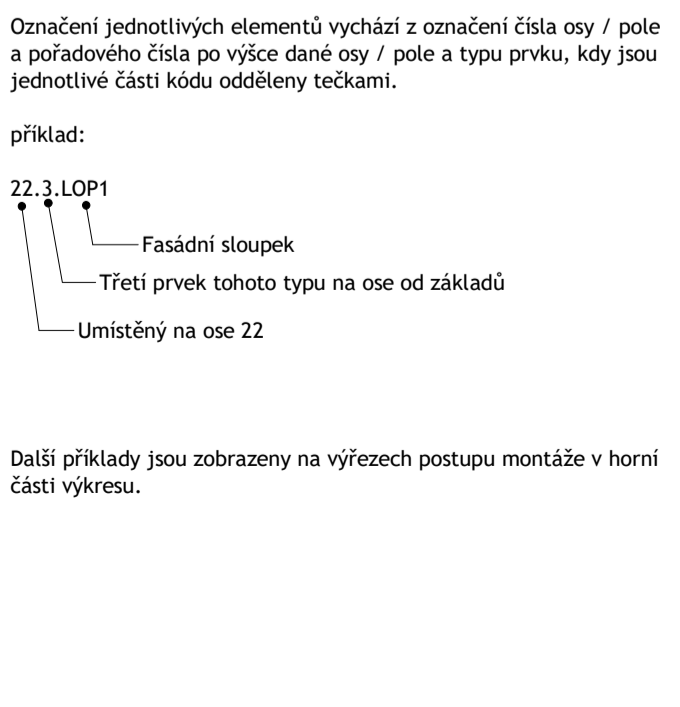 Označení jednotlivých elementů vychází z označení čísla osy / pole
a pořadového čísla po výšce dané osy / pole a typu prvku, kdy jsou
jednotlivé části kódu odděleny tečkami.
příklad:
22.3.LOP1
Fasádní sloupek
Třetí prvek tohoto typu na ose od základů
Umístěný na ose 22
Další příklady jsou zobrazeny na výřezech postupu montáže v horní
části výkresu.